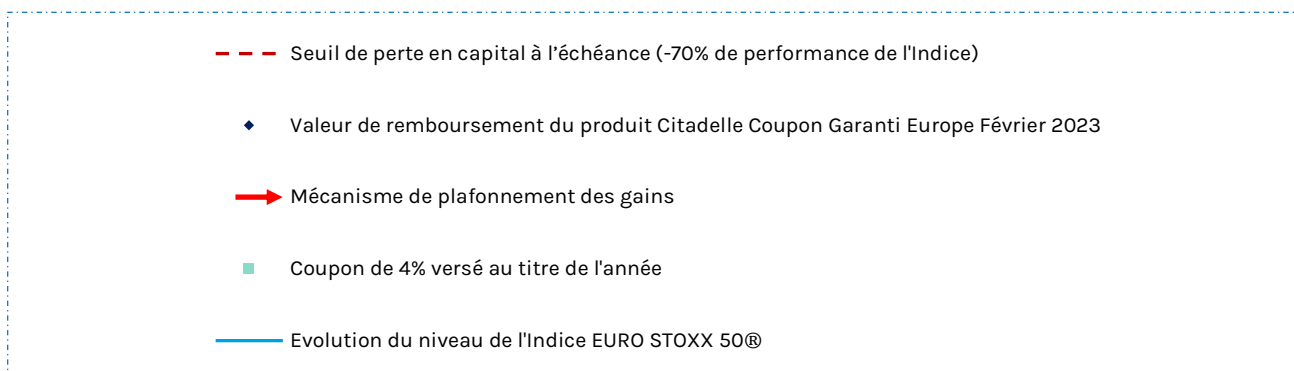 Seuil de perte en capital à l’échéance (-70% de performance de l'Indice)
Valeur de remboursement du produit Citadelle Coupon Garanti Europe Février 2023
Mécanisme de plafonnement des gains
Coupon de 4% versé au titre de l'année
Evolution du niveau de l'Indice EURO STOXX 50®